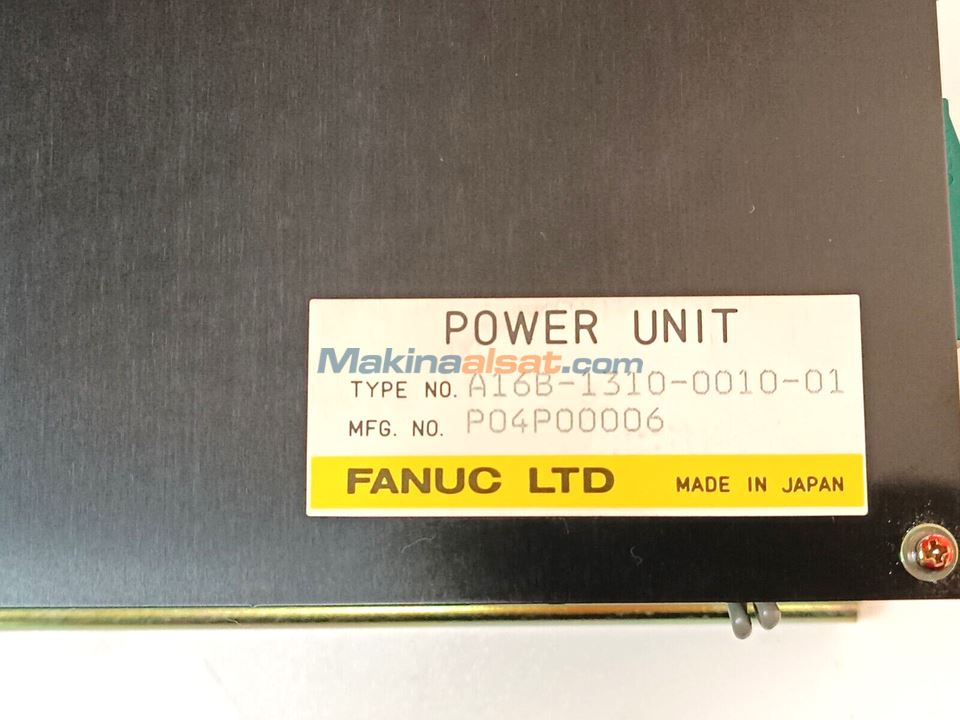 POWER UNIT
Makinaalsat.com
TYPE NO. A16B-1310-0010-01
MFG. NO. P04P00006
FANUC LTD MADE IN JAPAN